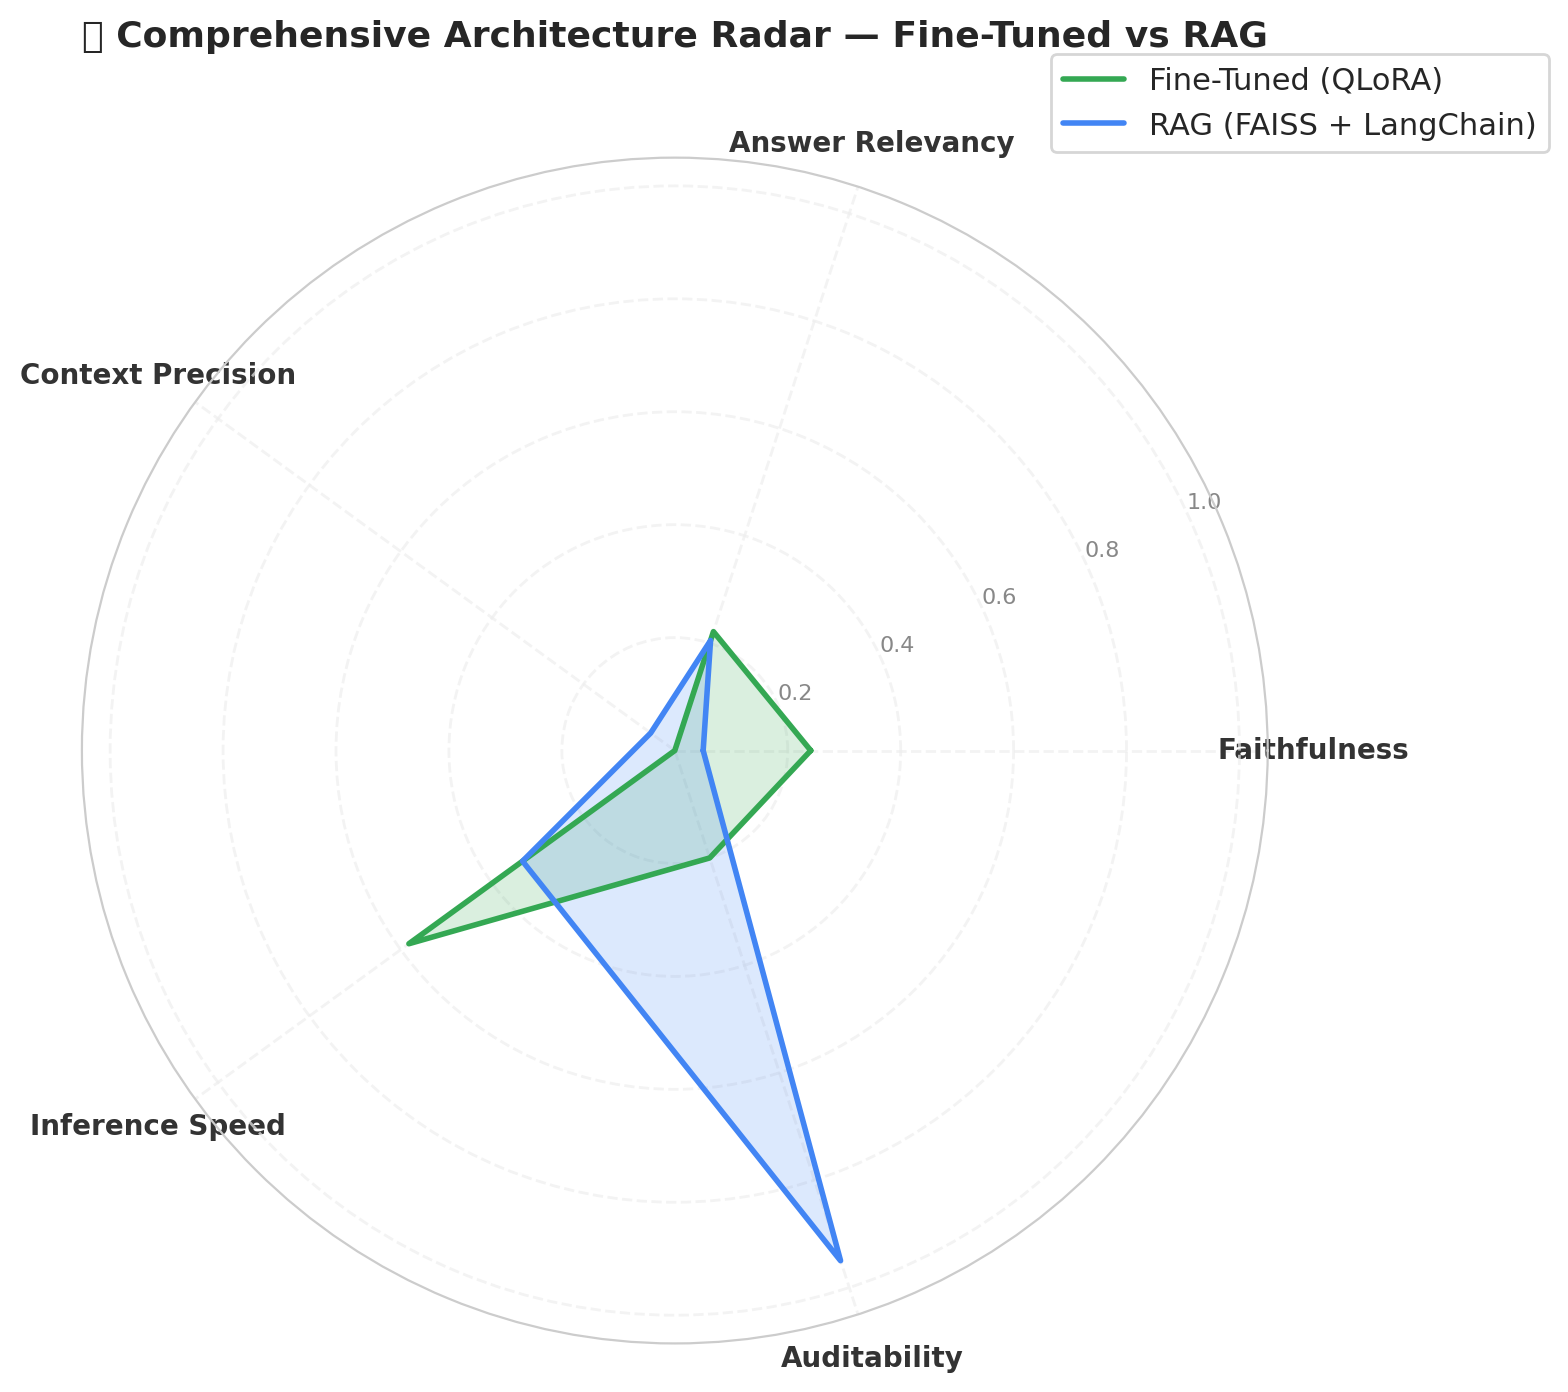 Comprehensive Architecture Radar — Fine-Tuned vs RAG
Fine-Tuned (QLoRA)
RAG (FAISS + LangChain)
Answer Relevancy
Context Precision
1.0
0.8
0.6
0.4
0.2
Faithfulness
Inference Speed
Auditability